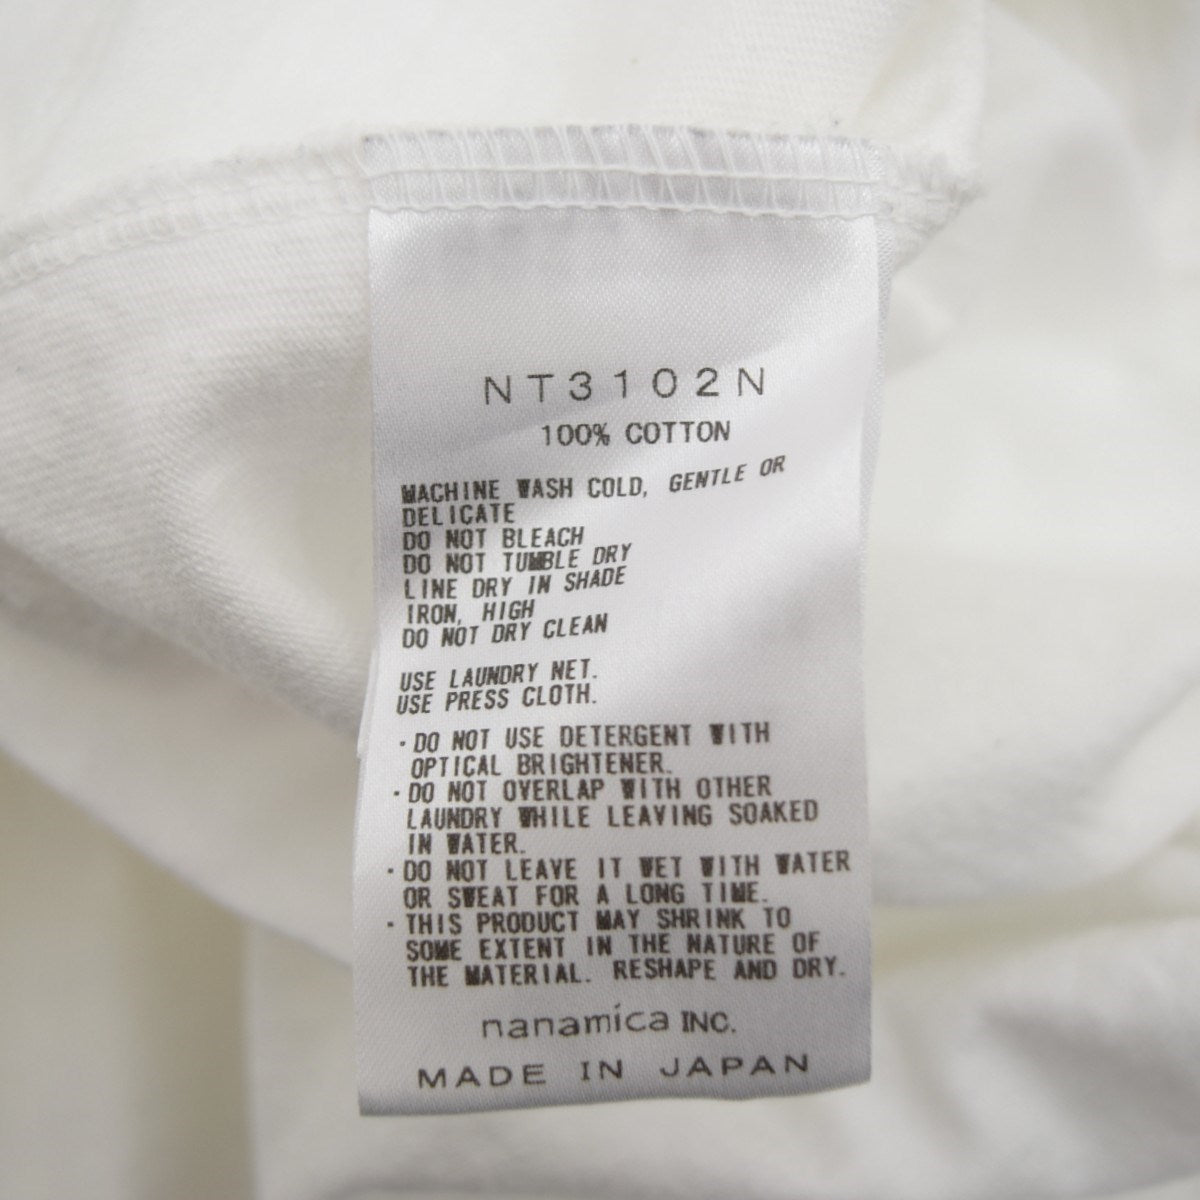 NT3102N
100% COTTON
MACHINE WASH COLD, GENTLE OR
DELICATE
DO NOT BLEACH
DO NOT TUMBLE DRY
LINE DRY IN SHADE
IRON, HIGH
DO NOT DRY CLEAN
USE LAUNDRY NET.
USE PRESS CLOTH.
・DO NOT USE DETERGENT WITH
OPTICAL BRIGHTENER.
・DO NOT OVERLAP WITH OTHER
LAUNDRY WHILE LEAVING SOAKED
IN WATER.
・DO NOT LEAVE IT WET WITH WATER
OR SWEAT FOR A LONG TIME.
・THIS PRODUCT MAY SHRINK TO
SOME EXTENT IN THE NATURE OF
THE MATERIAL. RESHAPE AND DRY.
nanamica INC.
MADE IN JAPAN